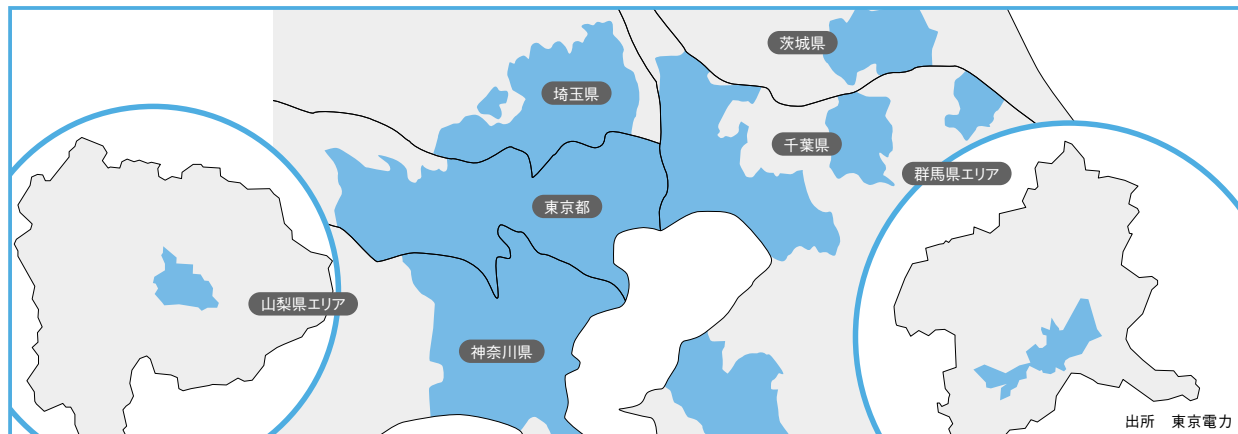 茨城県
埼玉県
千葉県
群馬県エリア
東京都
山梨県エリア
神奈川県
出所　東京電力